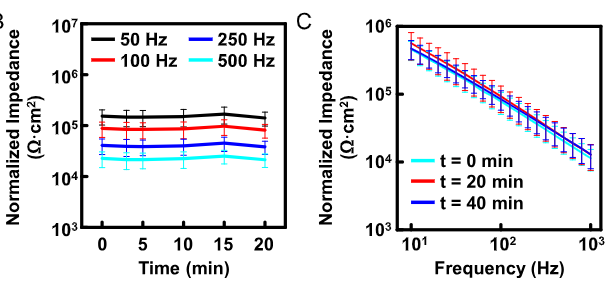 B
10⁷
10⁶
10⁵
10⁴
10³
Normalized Impedance
(Ω·cm²)
50 Hz
250 Hz
100 Hz
500 Hz
0 5 10 15 20
Time (min)
C
10⁶
10⁵
10⁴
10³
Normalized Impedance
(Ω·cm²)
t = 0 min
t = 20 min
t = 40 min
10¹ 10² 10³
Frequency (Hz)